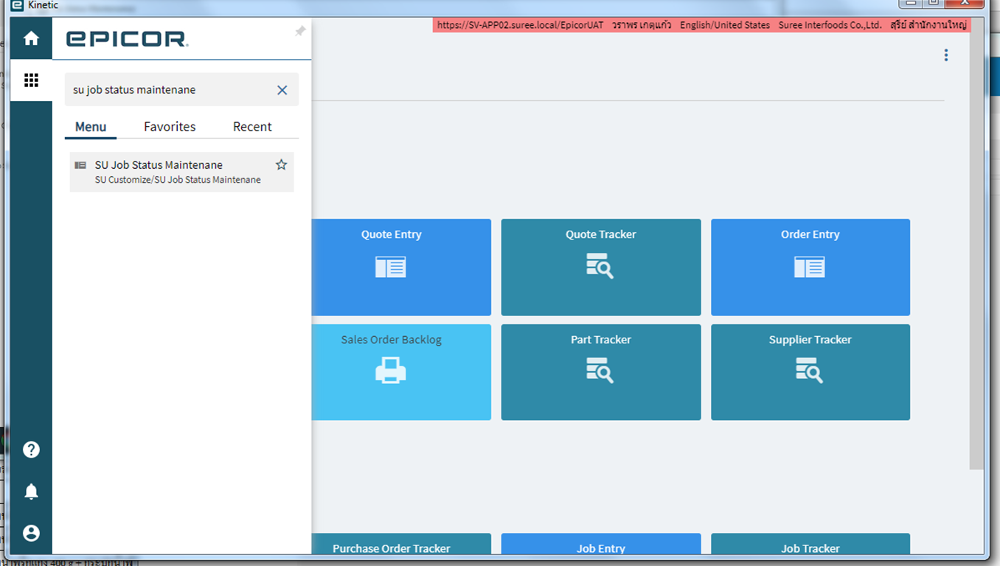 Kinetic
https://SV-APP02.suree.local/EpicorUAT วราพร เกตุแก้ว English/United States Suree Interfoods Co.,Ltd. สุรีย์ สำนักงานใหญ่
EPICOR
su job status maintenane
Menu Favorites Recent
SU Job Status Maintenane
SU Customize/SU Job Status Maintenane
Quote Entry Quote Tracker Order Entry
Sales Order Backlog Part Tracker Supplier Tracker
Purchase Order Tracker Job Entry Job Tracker